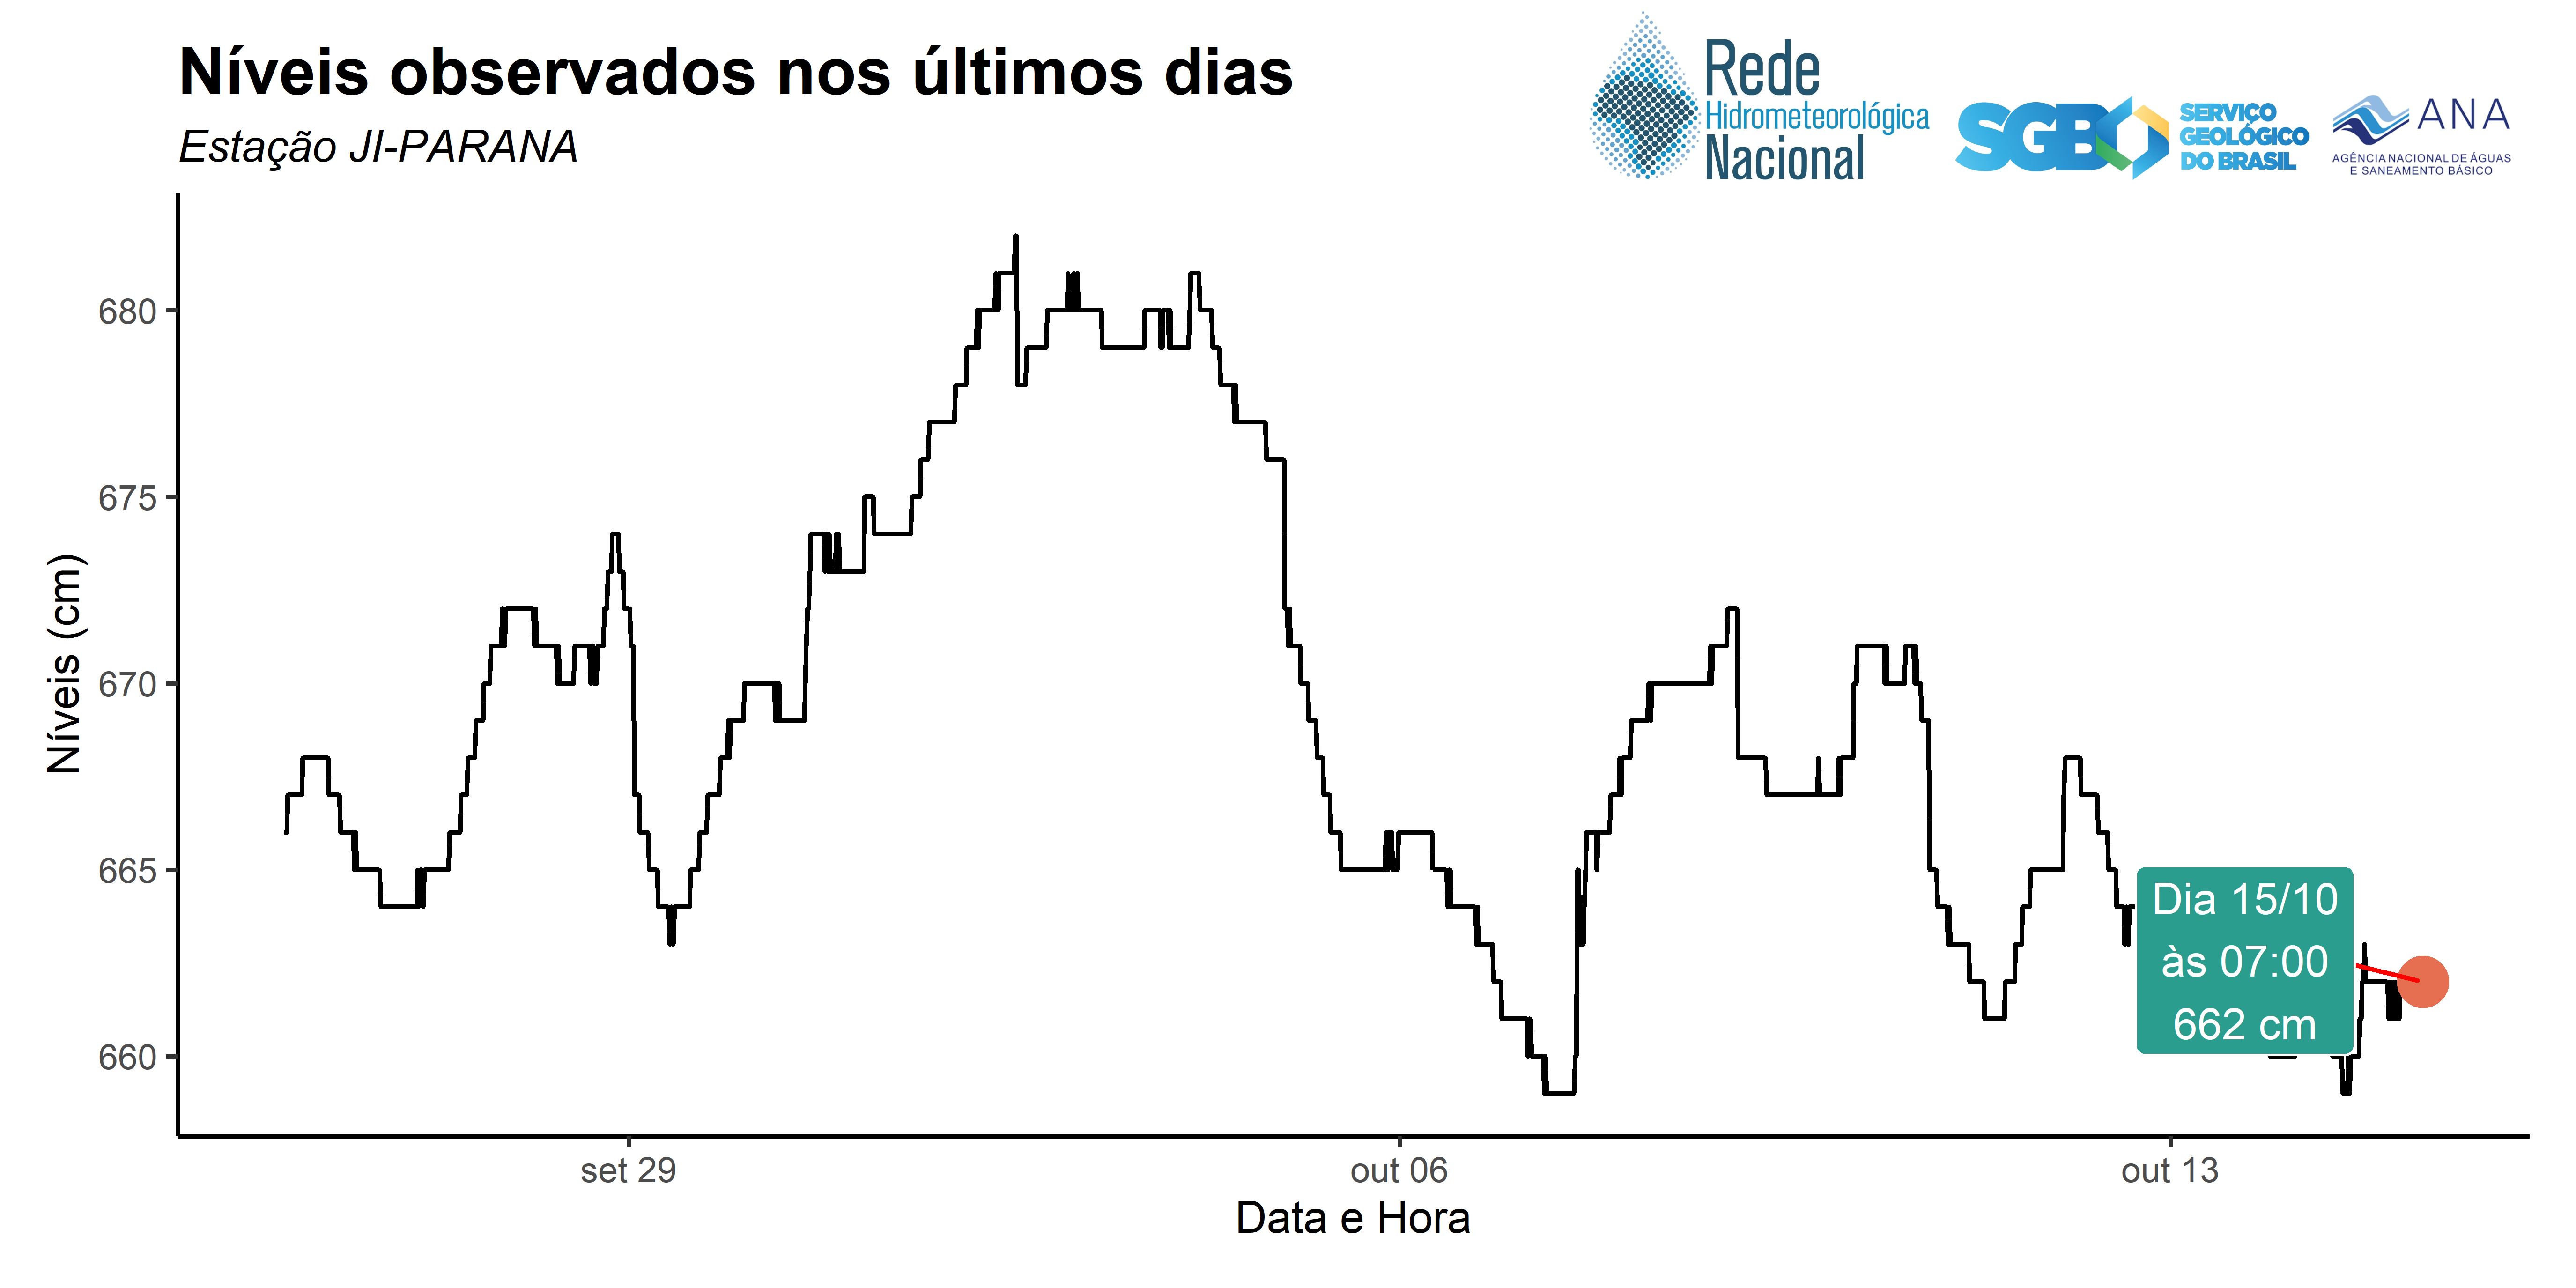 Níveis observados nos últimos dias
Estação JI-PARANA
Rede
Hidrometeorológica
Nacional
SGB
SERVIÇO
GEOLÓGICO
DO BRASIL
ANA
AGÊNCIA NACIONAL DE ÁGUAS
E SANEAMENTO BÁSICO
Níveis (cm)
680
675
670
665
660
Dia 15/10
às 07:00
662 cm
set 29
out 06
out 13
Data e Hora